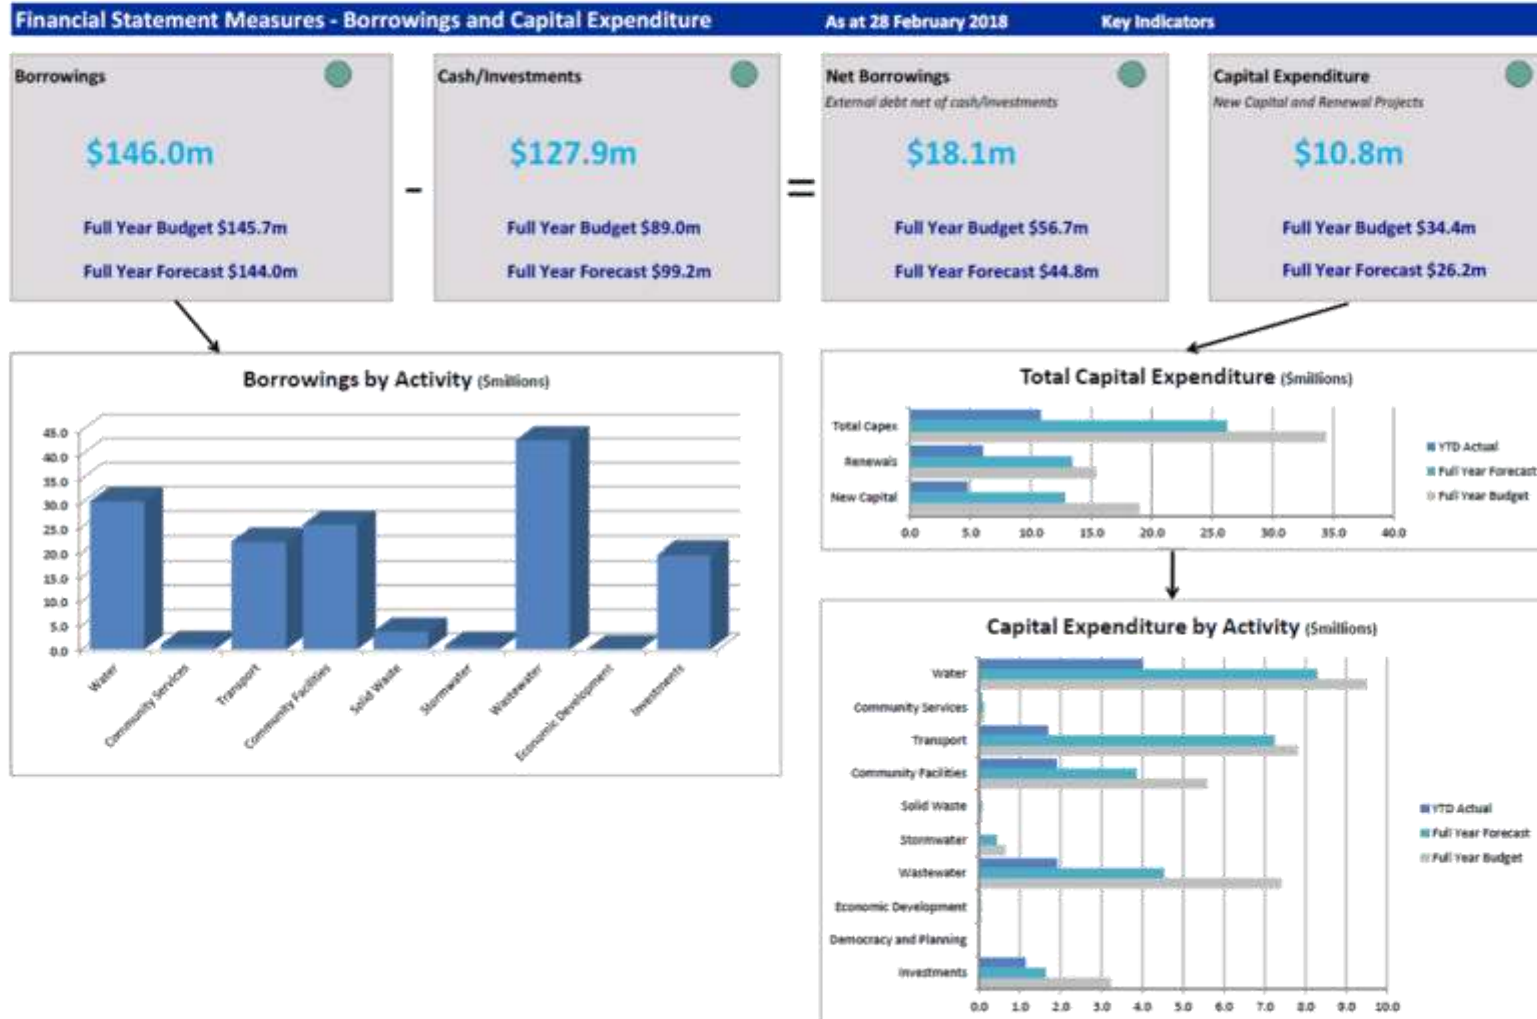 Financial Statement Measures - Borrowings and Capital Expenditure As at 28 February 2018 Key Indicators
Borrowings
$146.0m
Full Year Budget $145.7m
Full Year Forecast $144.0m
-
Cash/Investments
$127.9m
Full Year Budget $89.0m
Full Year Forecast $99.2m
=
Net Borrowings
External debt net of cash/investments
$18.1m
Full Year Budget $56.7m
Full Year Forecast $44.8m
Capital Expenditure
New Capital and Renewal Projects
$10.8m
Full Year Budget $34.4m
Full Year Forecast $26.2m
Borrowings by Activity ($millions)
45.0
40.0
35.0
30.0
25.0
20.0
15.0
10.0
5.0
0.0
Water
Community Services
Transport
Community Facilities
Solid Waste
Stormwater
Wastewater
Economic Development
Investments
Total Capital Expenditure ($millions)
Total Capex
Renewals
New Capital
0.0 5.0 10.0 15.0 20.0 25.0 30.0 35.0 40.0
YTD Actual
Full Year Forecast
Full Year Budget
Capital Expenditure by Activity ($millions)
Water
Community Services
Transport
Community Facilities
Solid Waste
Stormwater
Wastewater
Economic Development
Democracy and Planning
Investments
0.0 1.0 2.0 3.0 4.0 5.0 6.0 7.0 8.0 9.0 10.0
YTD Actual
Full Year Forecast
Full Year Budget